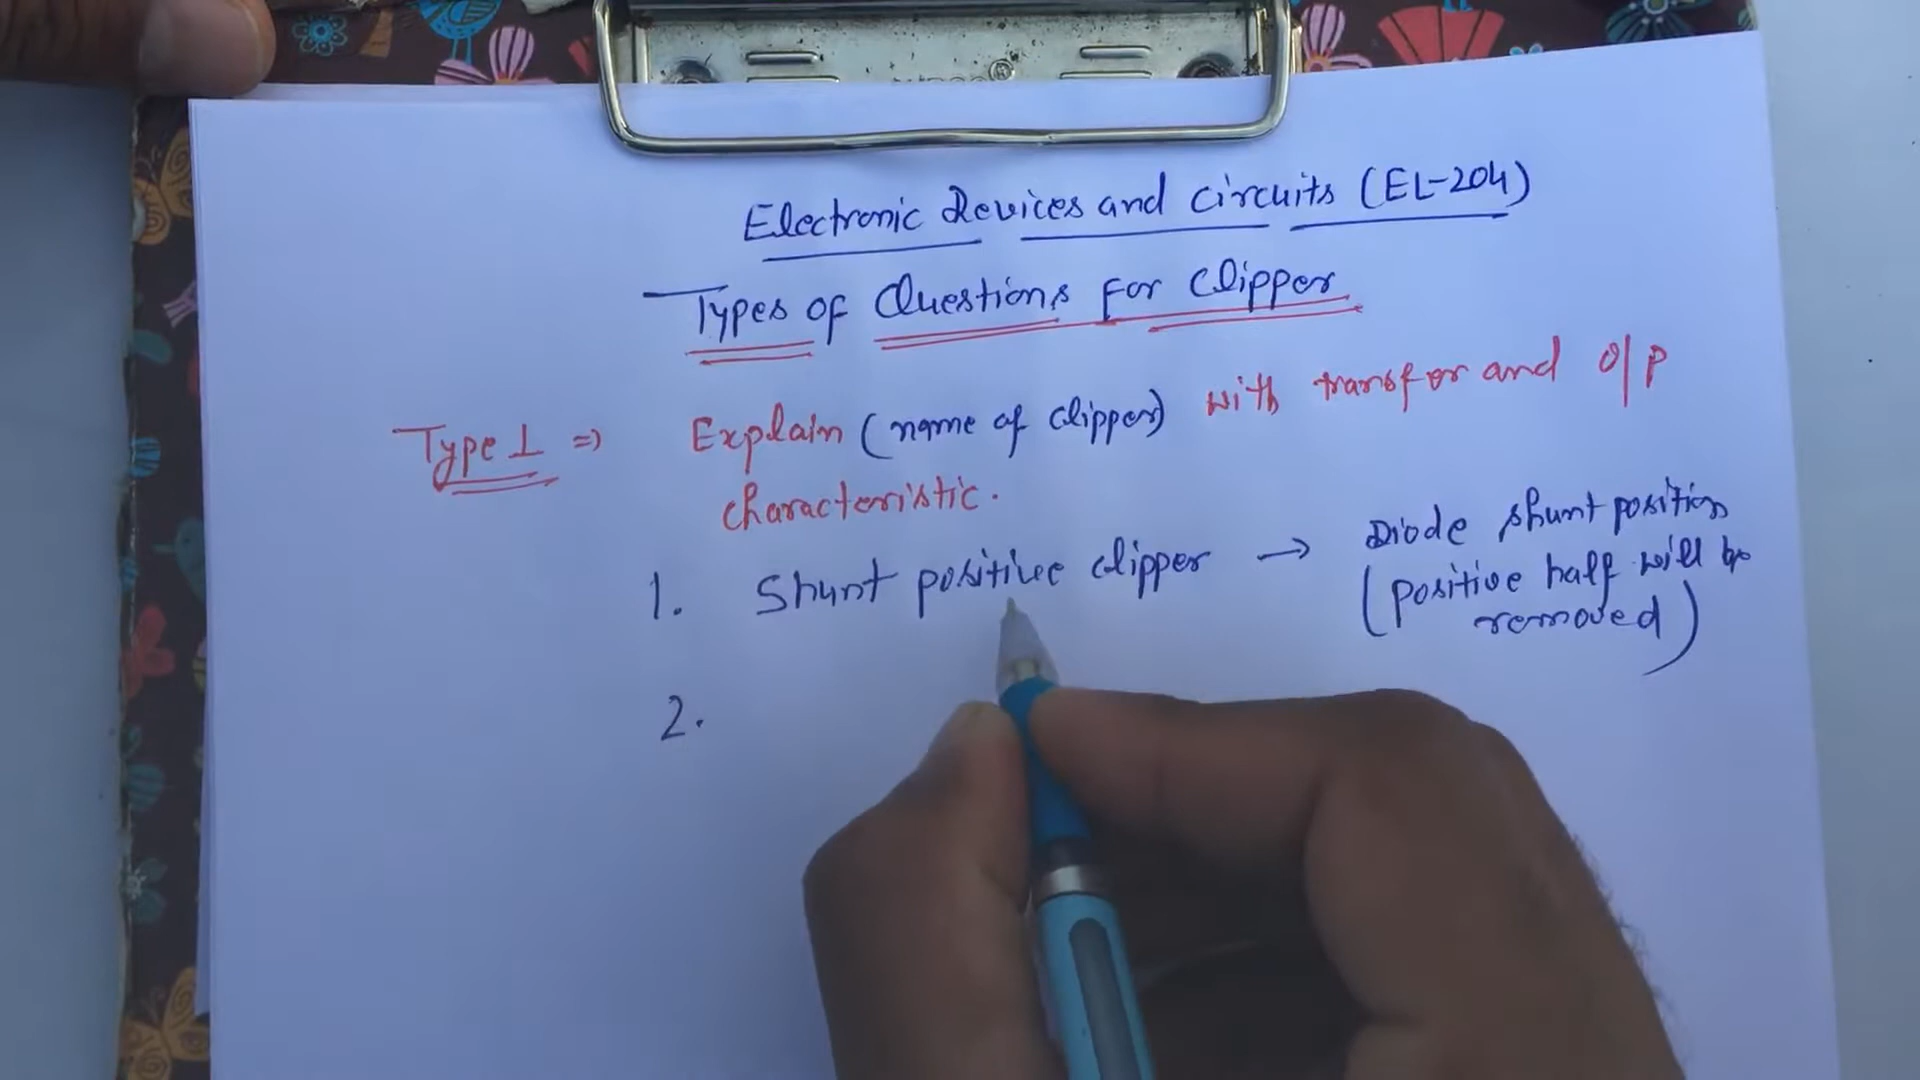 Electronic Devices and Circuits (EL-204)
Types of Questions for Clipper
Type 1 => Explain (name of clipper) with transfer and o/p
characteristic.
1. Shunt positive clipper → Diode shunt position
(positive half will be
removed)
2.